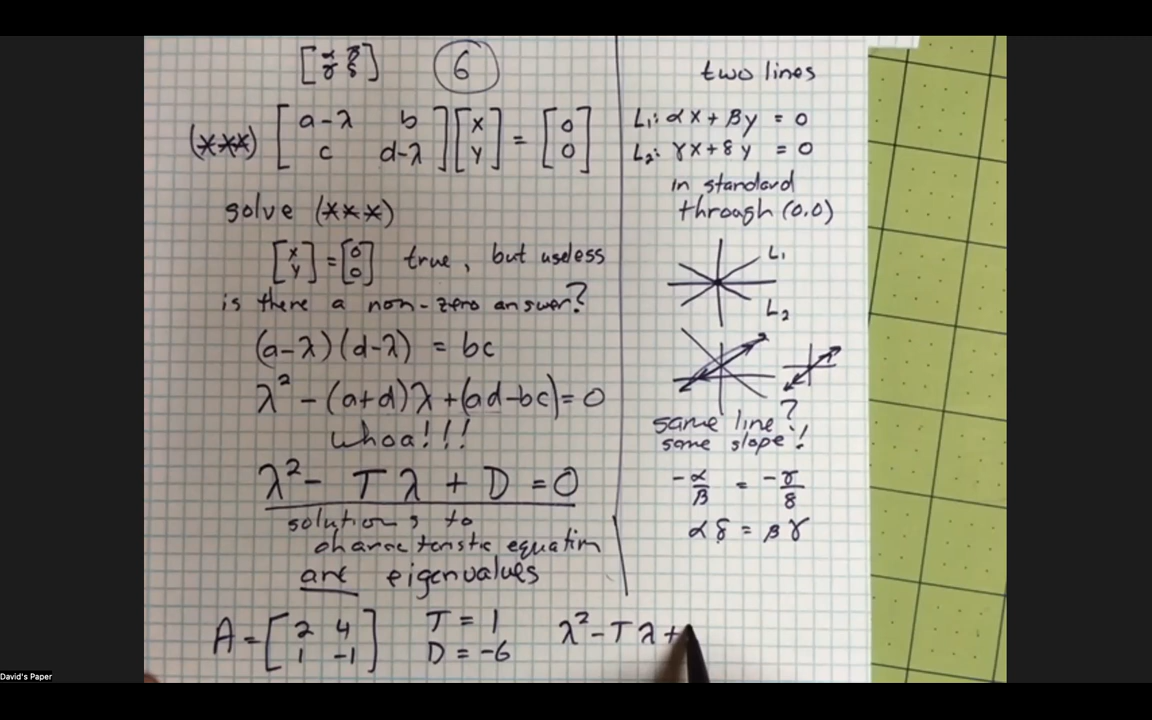 [α β
γ δ] 6
(***) [a-λ b
c d-λ] [x
y] = [0
0]
solve (***)
[x
y] = [0
0] true, but useless
is there a non-zero answer?
(a-λ)(d-λ) = bc
λ² - (a+d)λ + (ad-bc) = 0
whoa!!!
λ² - Tλ + D = 0
solutions to
characteristic equation
are eigenvalues
A = [2 4
1 -1] T = 1
D = -6
λ² - Tλ +
two lines
L₁: αx + βy = 0
L₂: γx + δy = 0
in standard
through (0,0)
L₁
L₂
same line?
same slope!
-α/β = -γ/δ
αδ = βγ
David's Paper